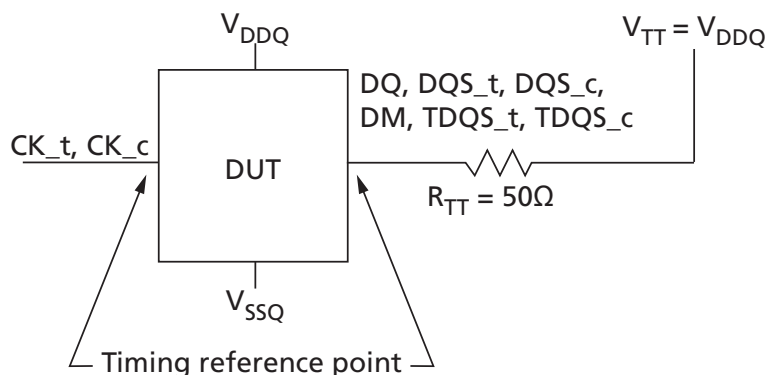 V_DDQ
V_TT = V_DDQ
DQ, DQS_t, DQS_c,
DM, TDQS_t, TDQS_c
CK_t, CK_c
DUT
R_TT = 50Ω
V_SSQ
Timing reference point